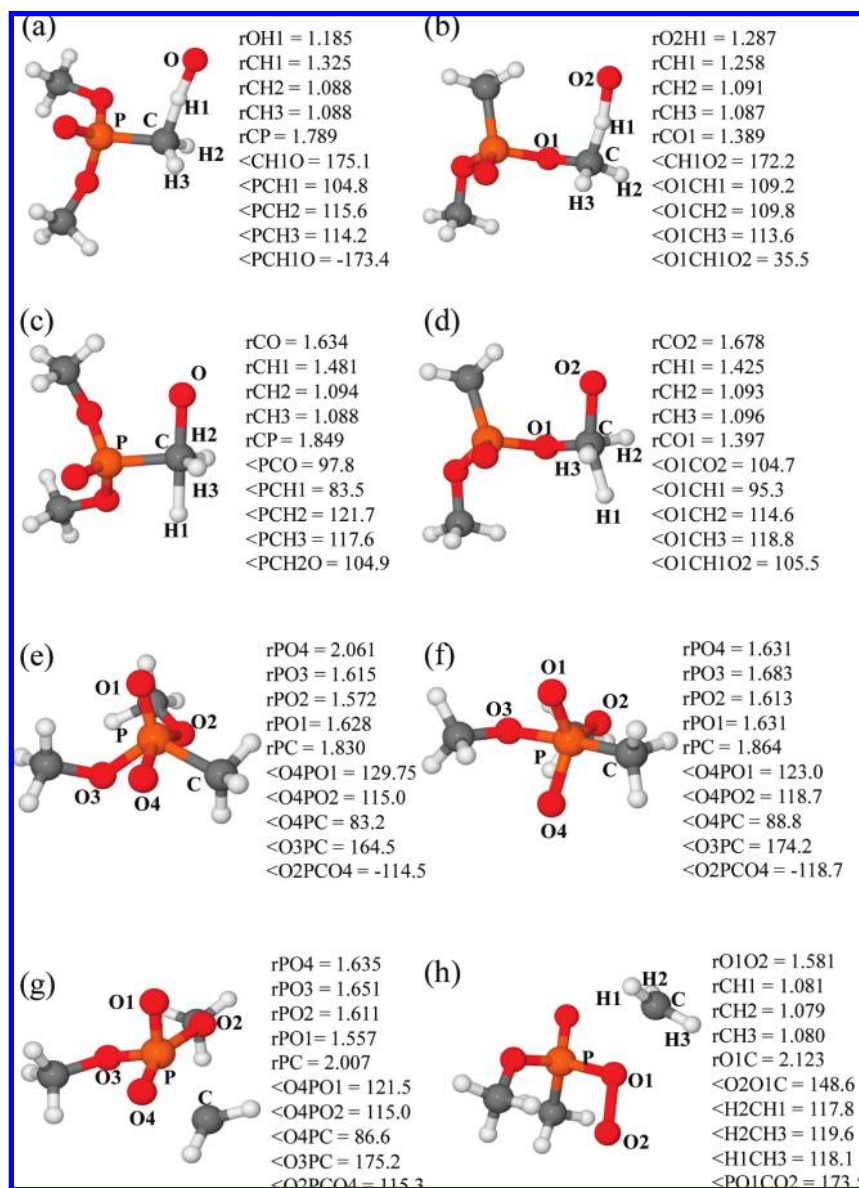 (a)
O
H1
P
C
H2
H3
rOH1 = 1.185
rCH1 = 1.325
rCH2 = 1.088
rCH3 = 1.088
rCP = 1.789
<CH1O = 175.1
<PCH1 = 104.8
<PCH2 = 115.6
<PCH3 = 114.2
<PCH1O = -173.4
(b)
O2
H1
O1
C
H2
H3
rO2H1 = 1.287
rCH1 = 1.258
rCH2 = 1.091
rCH3 = 1.087
rCO1 = 1.389
<CH1O2 = 172.2
<O1CH1 = 109.2
<O1CH2 = 109.8
<O1CH3 = 113.6
<O1CH1O2 = 35.5
(c)
O
P
C
H2
H3
H1
rCO = 1.634
rCH1 = 1.481
rCH2 = 1.094
rCH3 = 1.088
rCP = 1.849
<PCO = 97.8
<PCH1 = 83.5
<PCH2 = 121.7
<PCH3 = 117.6
<PCH2O = 104.9
(d)
O2
O1
C
H3
H2
H1
rCO2 = 1.678
rCH1 = 1.425
rCH2 = 1.093
rCH3 = 1.096
rCO1 = 1.397
<O1CO2 = 104.7
<O1CH1 = 95.3
<O1CH2 = 114.6
<O1CH3 = 118.8
<O1CH1O2 = 105.5
(e)
O1
P
O2
O3
O4
C
rPO4 = 2.061
rPO3 = 1.615
rPO2 = 1.572
rPO1= 1.628
rPC = 1.830
<O4PO1 = 129.75
<O4PO2 = 115.0
<O4PC = 83.2
<O3PC = 164.5
<O2PCO4 = -114.5
(f)
O1
O3
O2
P
C
O4
rPO4 = 1.631
rPO3 = 1.683
rPO2 = 1.613
rPO1= 1.631
rPC = 1.864
<O4PO1 = 123.0
<O4PO2 = 118.7
<O4PC = 88.8
<O3PC = 174.2
<O2PCO4 = -118.7
(g)
O1
O2
O3
P
O4
C
rPO4 = 1.635
rPO3 = 1.651
rPO2 = 1.611
rPO1= 1.557
rPC = 2.007
<O4PO1 = 121.5
<O4PO2 = 115.0
<O4PC = 86.6
<O3PC = 175.2
<O2PCO4 = 115.3
(h)
H2
H1
C
H3
P
O1
O2
rO1O2 = 1.581
rCH1 = 1.081
rCH2 = 1.079
rCH3 = 1.080
rO1C = 2.123
<O2O1C = 148.6
<H2CH1 = 117.8
<H2CH3 = 119.6
<H1CH3 = 118.1
<PO1CO2 = 173.5